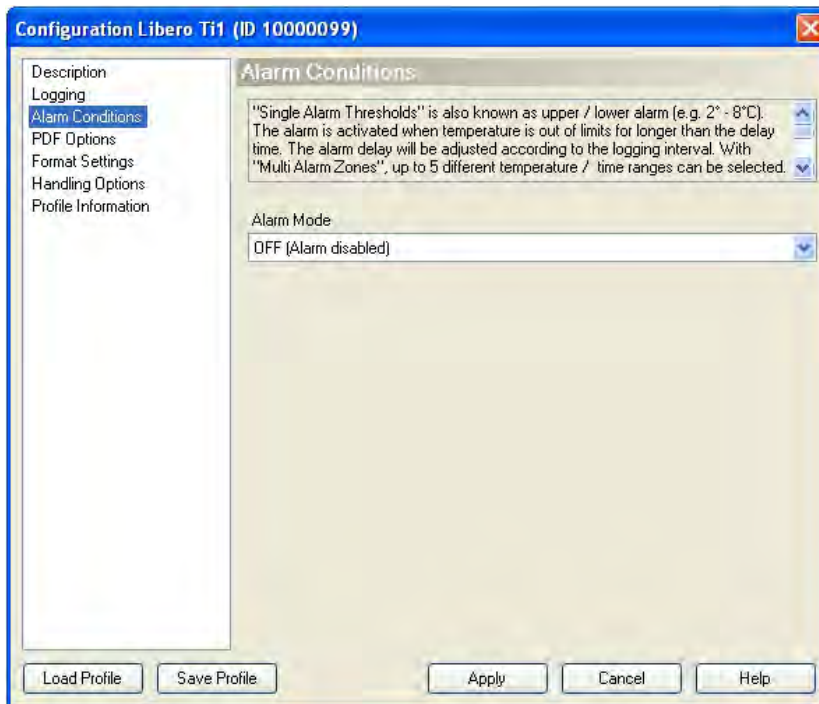 Configuration Libero Ti1 (ID 10000099)
Description
Logging
Alarm Conditions
PDF Options
Format Settings
Handling Options
Profile Information
Alarm Conditions
"Single Alarm Thresholds" is also known as upper / lower alarm (e.g. 2° - 8°C).
The alarm is activated when temperature is out of limits for longer than the delay
time. The alarm delay will be adjusted according to the logging interval. With
"Multi Alarm Zones", up to 5 different temperature / time ranges can be selected.
Alarm Mode
OFF (Alarm disabled)
Load Profile
Save Profile
Apply
Cancel
Help